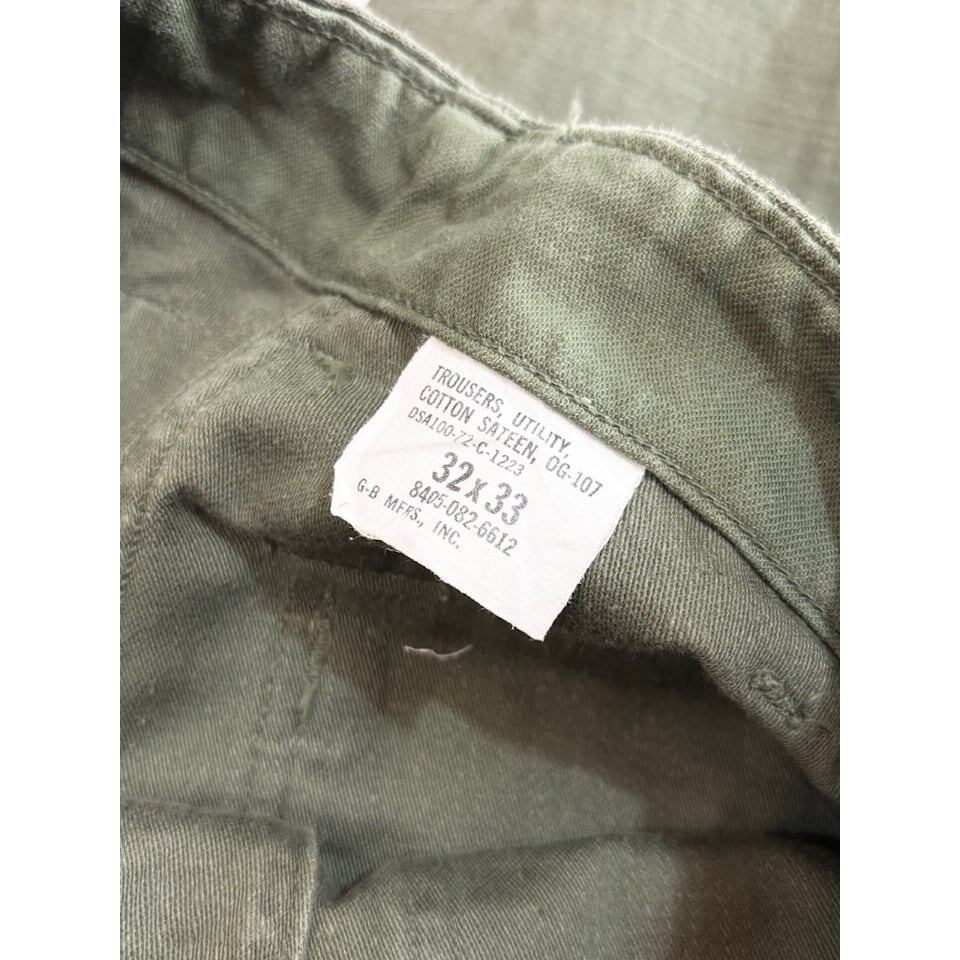 TROUSERS, UTILITY,
COTTON SATEEN, OG-107
DSA100-72-C-1223
32X33
8405-082-6612
G-B MFRS., INC.